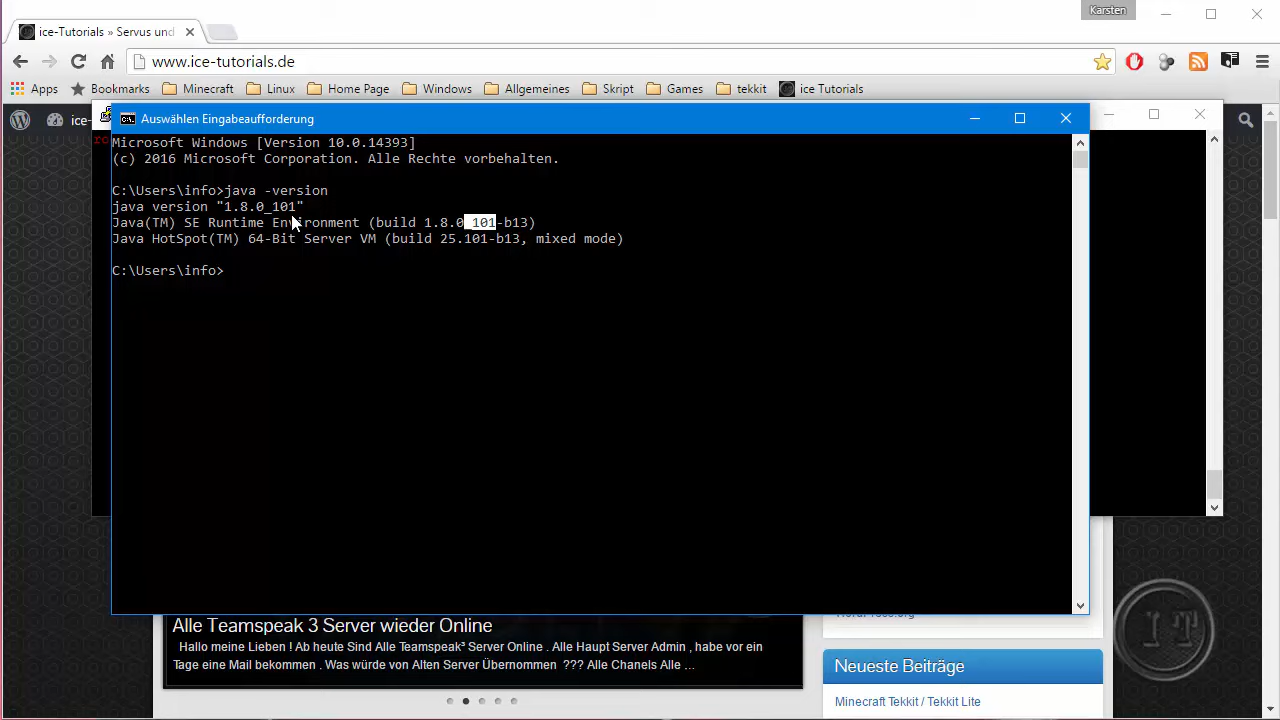 Karsten
ice-Tutorials » Servus und
www.ice-tutorials.de
Apps Bookmarks Minecraft Linux Home Page Windows Allgemeines Skript Games tekkit ice Tutorials
ice-
Auswählen Eingabeaufforderung
ro
Microsoft Windows [Version 10.0.14393]
(c) 2016 Microsoft Corporation. Alle Rechte vorbehalten.
C:\Users\info>java -version
java version "1.8.0_101"
Java(TM) SE Runtime Environment (build 1.8.0_101-b13)
Java HotSpot(TM) 64-Bit Server VM (build 25.101-b13, mixed mode)
C:\Users\info>
Alle Teamspeak 3 Server wieder Online
Hallo meine Lieben ! Ab heute Sind Alle Teamspeak³ Server Online . Alle Haupt Server Admin , habe vor ein
Tage eine Mail bekommen . Was würde von Alten Server Übernommen ??? Alle Chanels Alle ...
IT
Neueste Beiträge
Minecraft Tekkit / Tekkit Lite